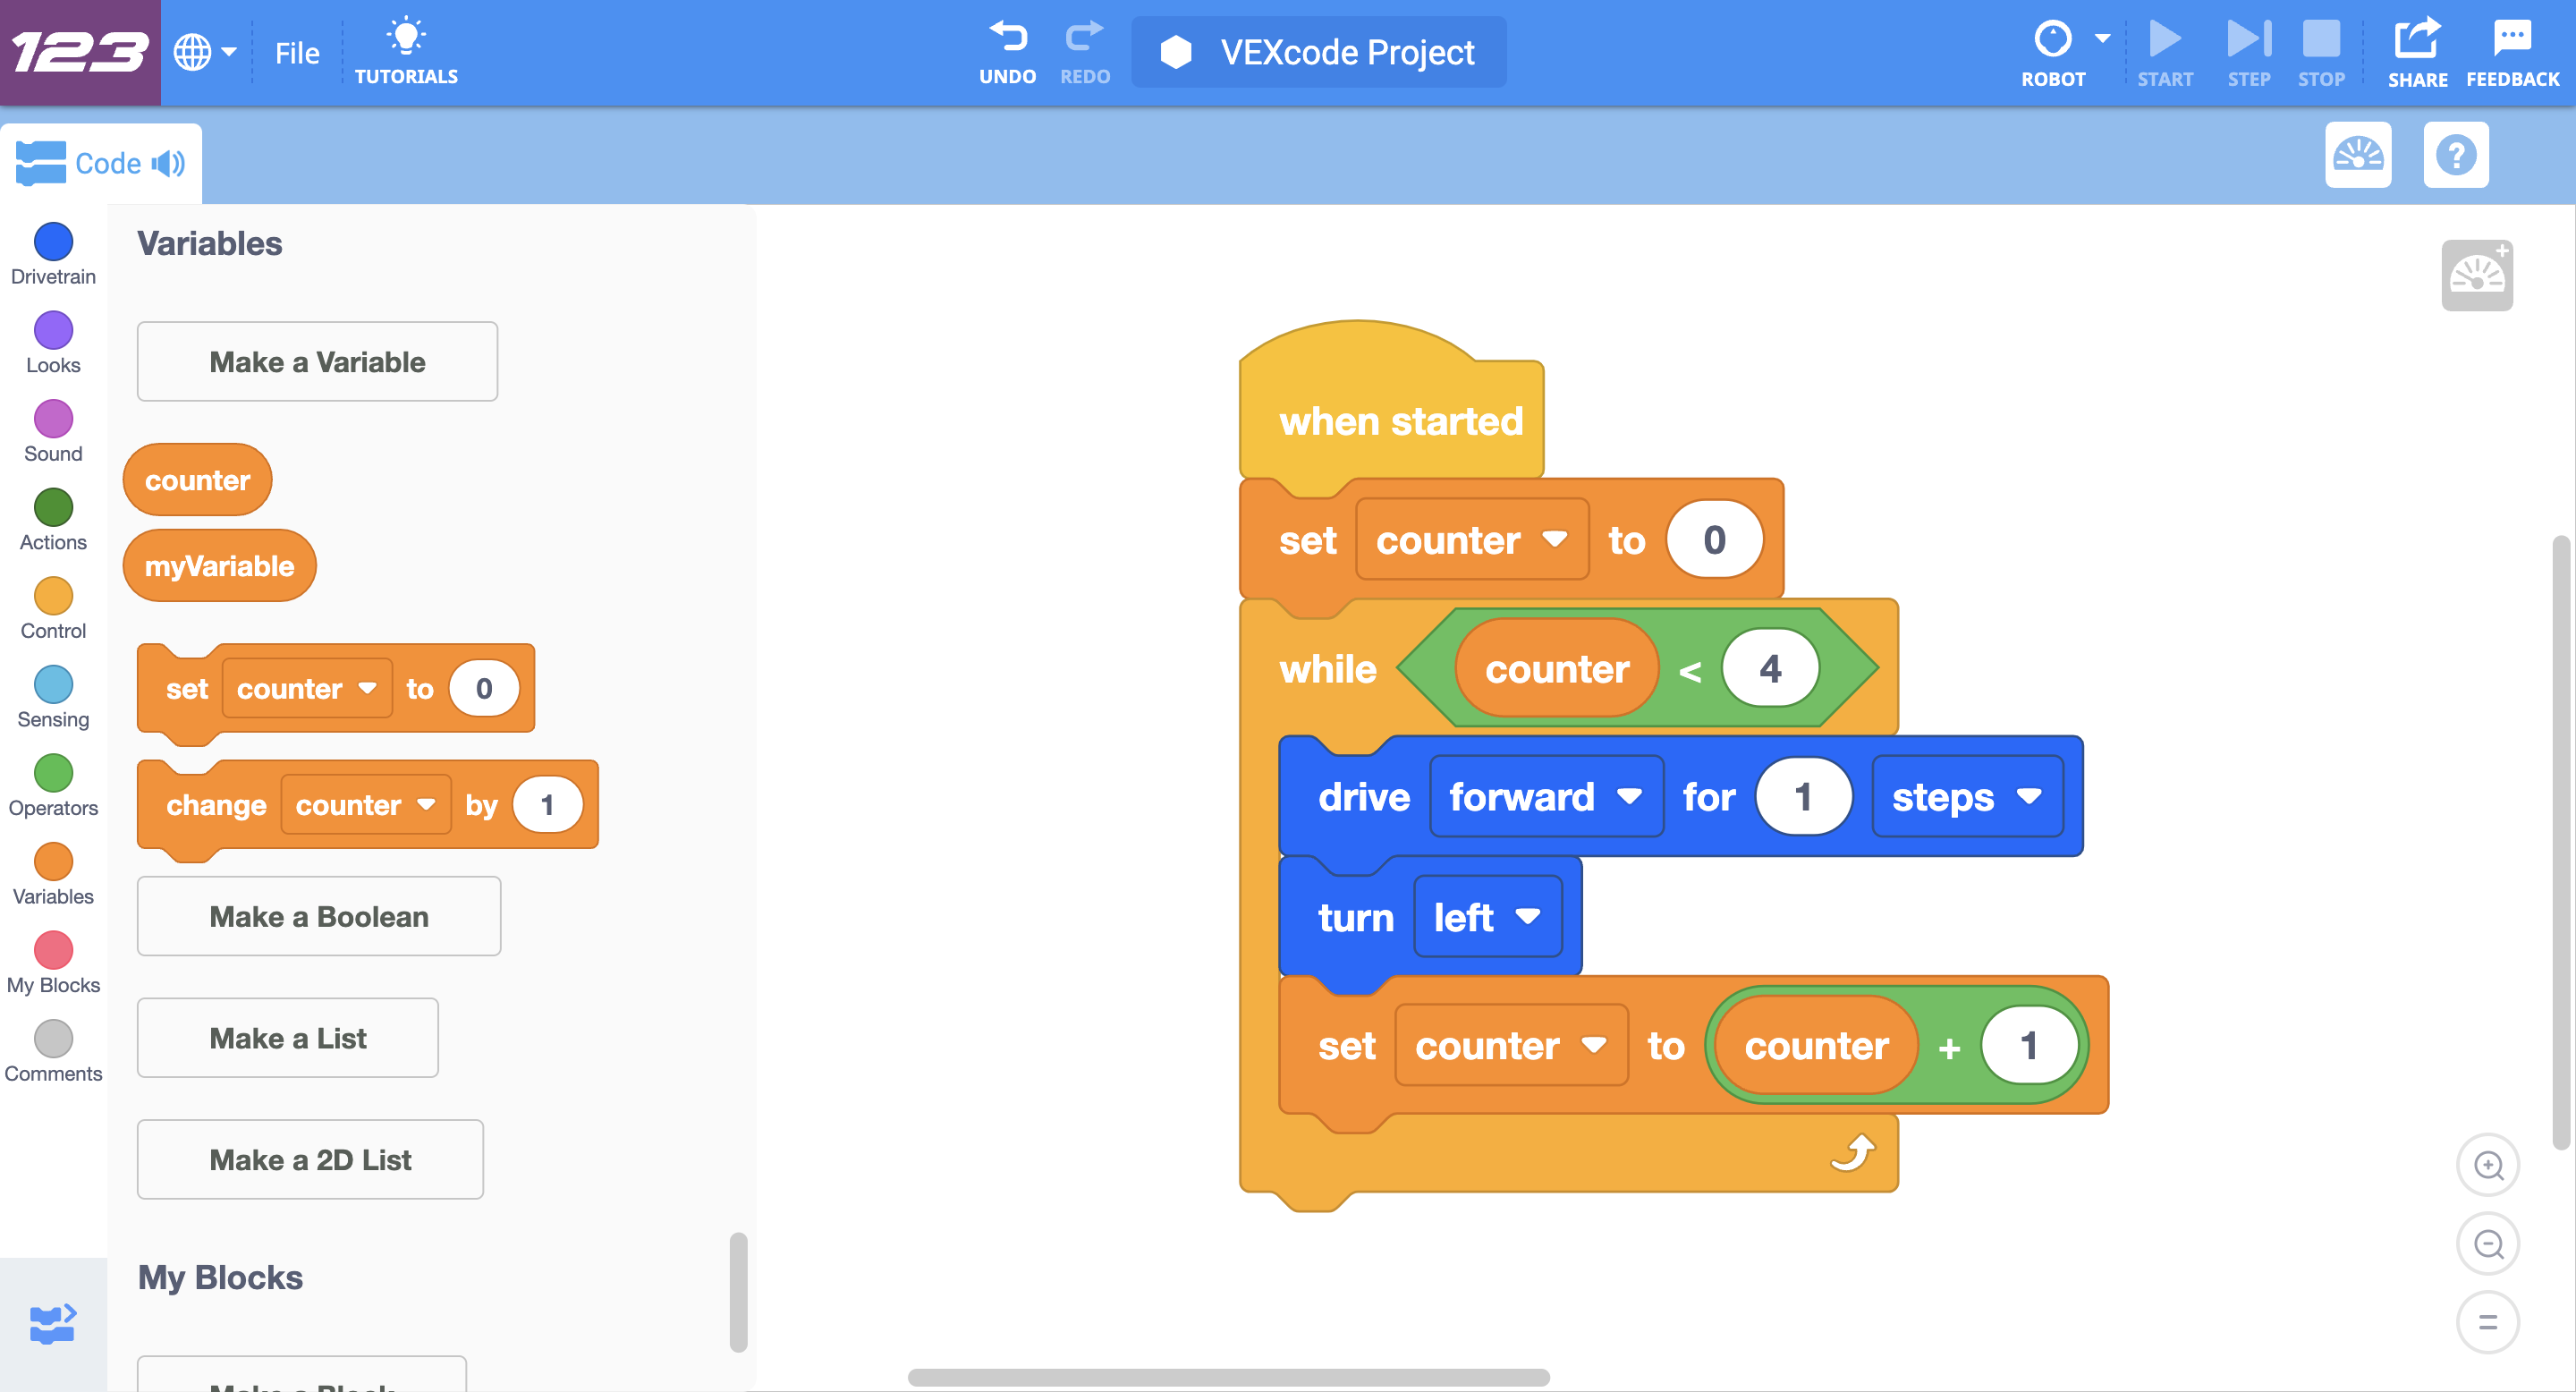 123
File
TUTORIALS
UNDO
REDO
VEXcode Project
ROBOT
START
STEP
STOP
SHARE
FEEDBACK
Code
?
Drivetrain
Looks
Sound
Actions
Control
Sensing
Operators
Variables
My Blocks
Comments
Variables
Make a Variable
counter
myVariable
set counter to 0
change counter by 1
Make a Boolean
Make a List
Make a 2D List
My Blocks
Make a Block
when started
set counter to 0
while counter < 4
drive forward for 1 steps
turn left
set counter to counter + 1